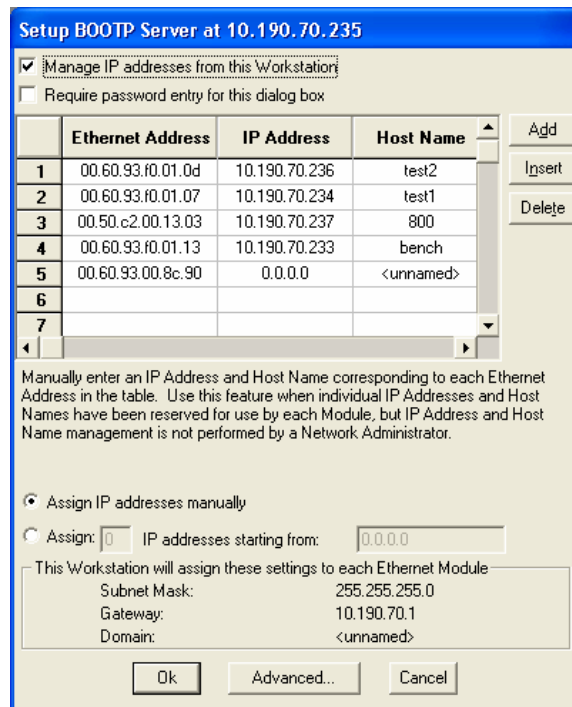 Setup BOOTP Server at 10.190.70.235
Manage IP addresses from this Workstation
Require password entry for this dialog box
Ethernet Address IP Address Host Name
Add
1 00.60.93.f0.01.0d 10.190.70.236 test2
Insert
2 00.60.93.f0.01.07 10.190.70.234 test1
Delete
3 00.50.c2.00.13.03 10.190.70.237 800
4 00.60.93.f0.01.13 10.190.70.233 bench
5 00.60.93.00.8c.90 0.0.0.0 <unnamed>
6
7
Manually enter an IP Address and Host Name corresponding to each Ethernet
Address in the table. Use this feature when individual IP Addresses and Host
Names have been reserved for use by each Module, but IP Address and Host
Name management is not performed by a Network Administrator.
Assign IP addresses manually
Assign: 0 IP addresses starting from: 0.0.0.0
This Workstation will assign these settings to each Ethernet Module
Subnet Mask: 255.255.255.0
Gateway: 10.190.70.1
Domain: <unnamed>
Ok Advanced... Cancel